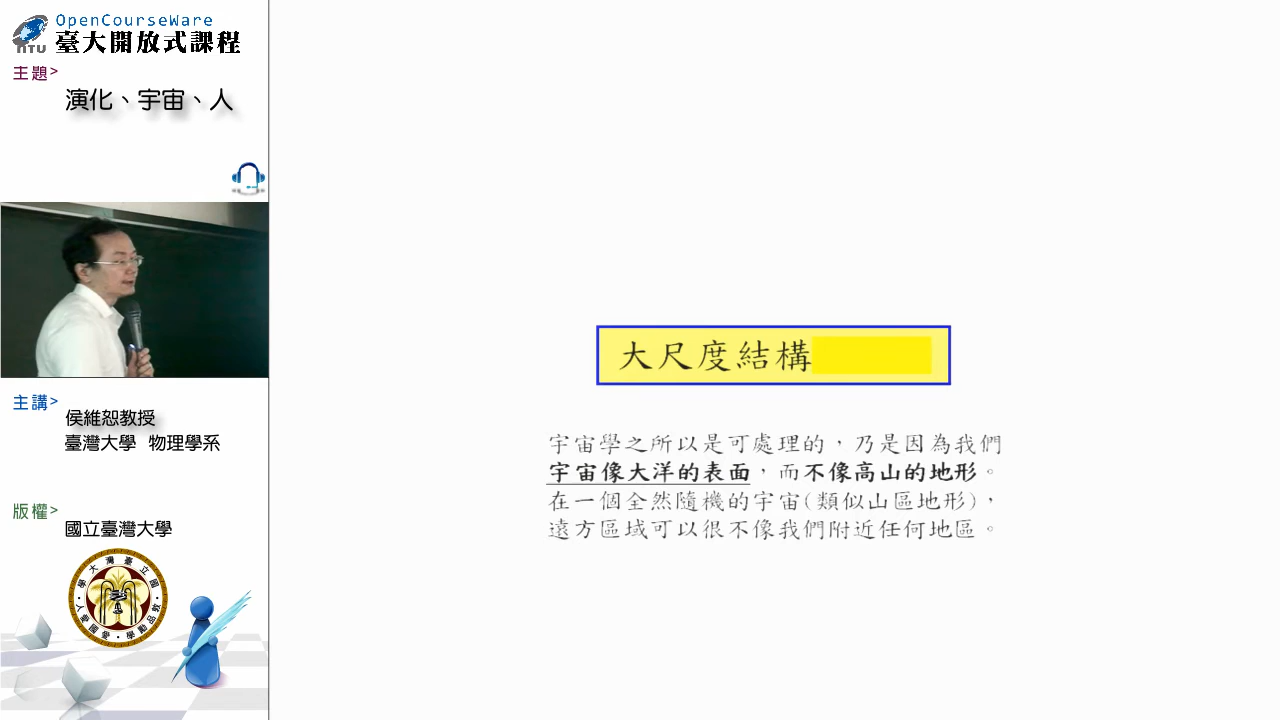 OpenCourseWare
NTU
臺大開放式課程
主題>
演化、宇宙、人
主講>
侯維恕教授
臺灣大學 物理學系
版權>
國立臺灣大學
大尺度結構
宇宙學之所以是可處理的，乃是因為我們
宇宙像大洋的表面，而不像高山的地形。
在一個全然隨機的宇宙(類似山區地形)，
遠方區域可以很不像我們附近任何地區。